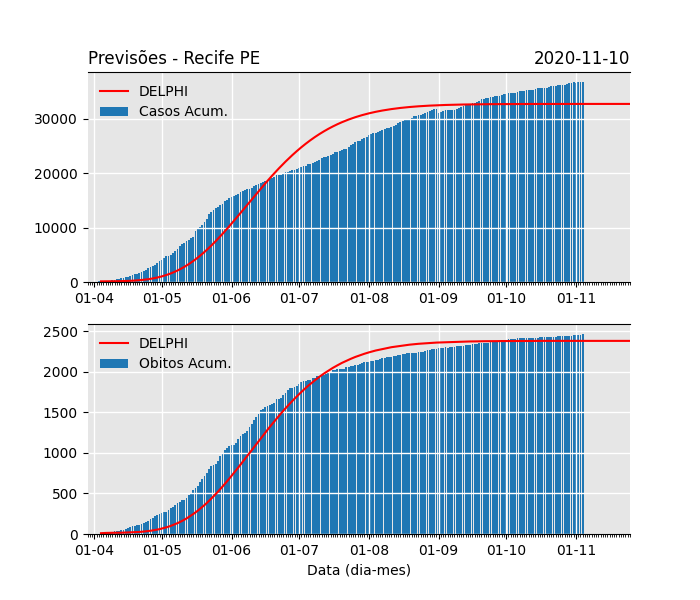 Previsões - Recife PE 2020-11-10
DELPHI
Casos Acum.
30000
20000
10000
0
01-04 01-05 01-06 01-07 01-08 01-09 01-10 01-11
2500
DELPHI
Obitos Acum.
2000
1500
1000
500
0
01-04 01-05 01-06 01-07 01-08 01-09 01-10 01-11
Data (dia-mes)